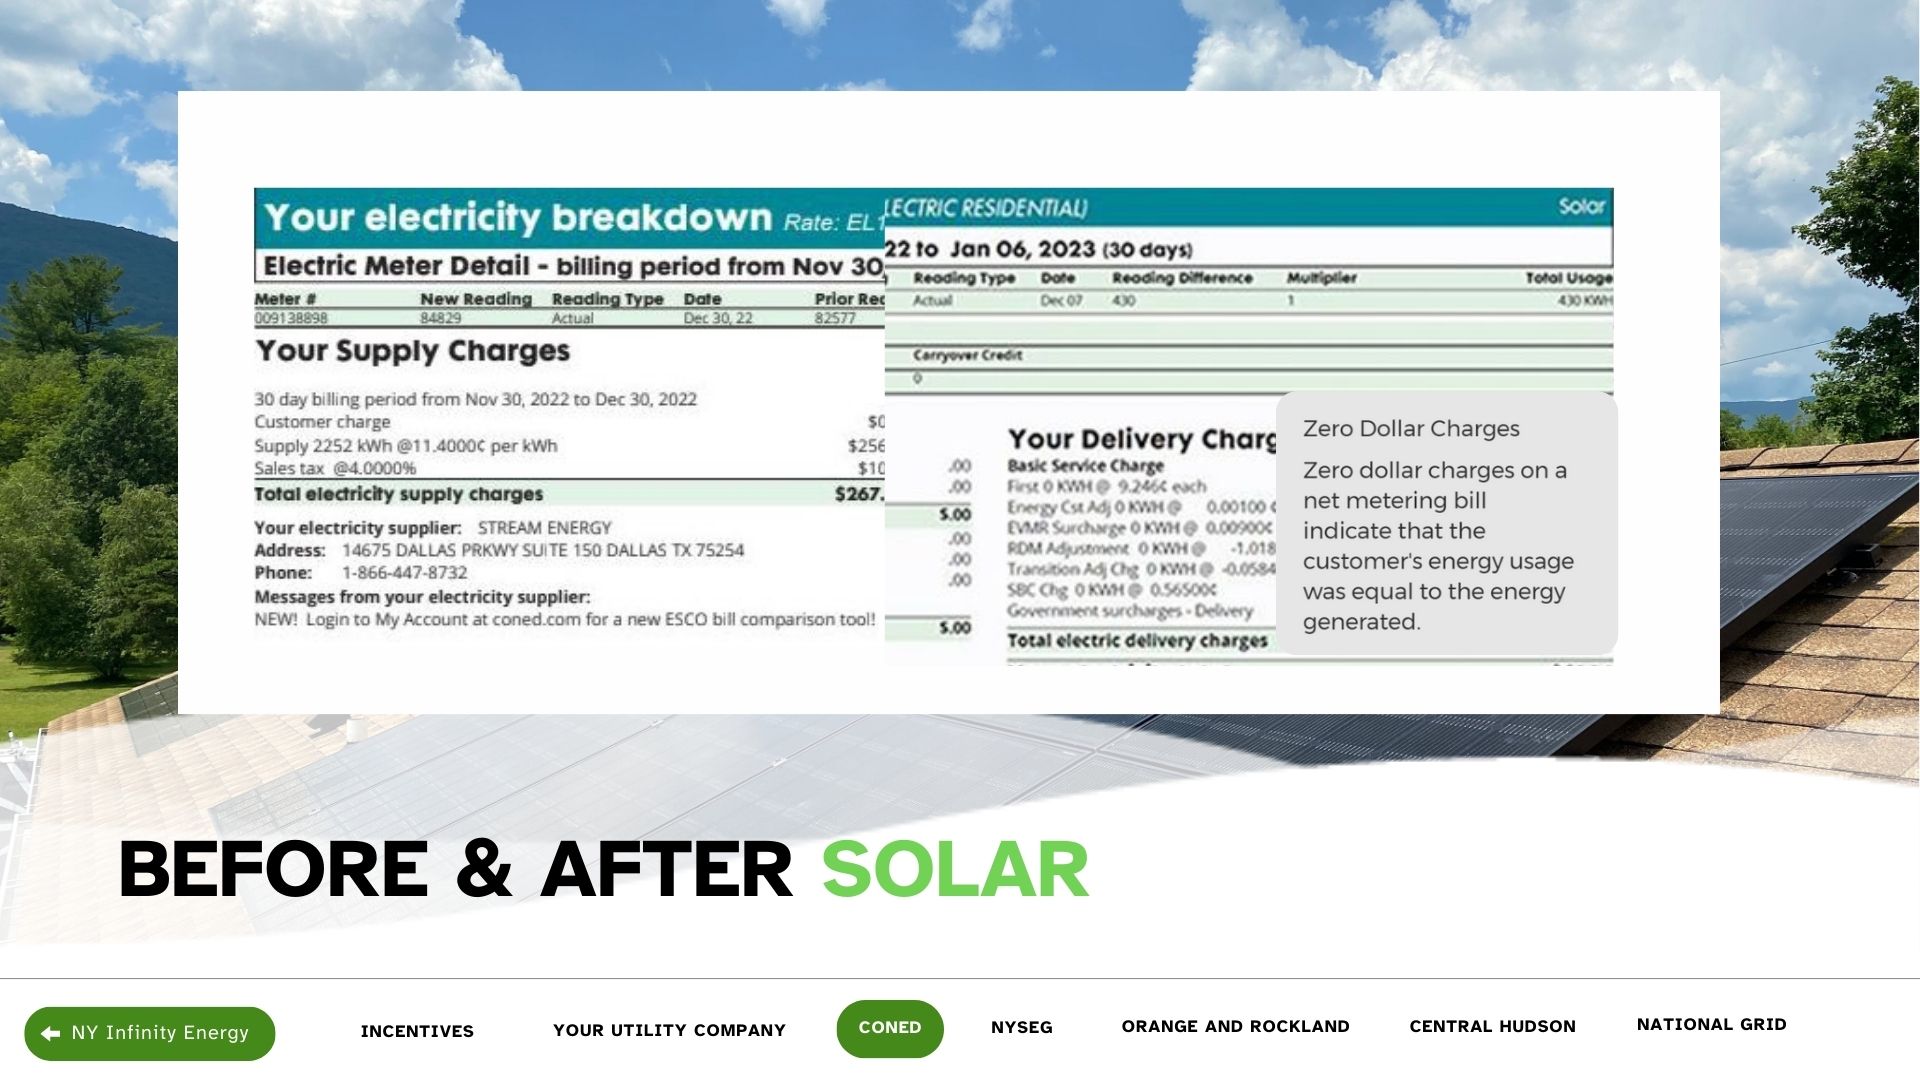 Your electricity breakdown Rate: EL1
Electric Meter Detail - billing period from Nov 30,
Meter # New Reading Reading Type Date Prior Rec
009138898 84829 Actual Dec 30, 22 82577
Your Supply Charges
30 day billing period from Nov 30, 2022 to Dec 30, 2022
Customer charge $0
Supply 2252 kWh @11.4000¢ per kWh $256
Sales tax @4.0000% $10
Total electricity supply charges $267.
Your electricity supplier: STREAM ENERGY
Address: 14675 DALLAS PRKWY SUITE 150 DALLAS TX 75254
Phone: 1-866-447-8732
Messages from your electricity supplier:
NEW! Login to My Account at coned.com for a new ESCO bill comparison tool!
LECTRIC RESIDENTIAL) Solar
22 to Jan 06, 2023 (30 days)
Reading Type Date Reading Difference Multiplier Total Usage
Actual Dec 07 430 1 430 KWH
Carryover Credit
0
.00
.00
$.00
.00
.00
.00
$.00
Your Delivery Charg
Basic Service Charge
First 0 KWH @ 9.246¢ each
Energy Cst Adj 0 KWH @ 0.00100 ¢
EVMR Surcharge 0 KWH @ 0.00900¢
RDM Adjustment 0 KWH @ -1.018
Transition Adj Chg 0 KWH @ -0.0584
SBC Chg 0 KWH @ 0.56500¢
Government surcharges - Delivery
Total electric delivery charges
Zero Dollar Charges
Zero dollar charges on a
net metering bill
indicate that the
customer's energy usage
was equal to the energy
generated.
BEFORE & AFTER SOLAR
NY Infinity Energy
INCENTIVES
YOUR UTILITY COMPANY
CONED
NYSEG
ORANGE AND ROCKLAND
CENTRAL HUDSON
NATIONAL GRID